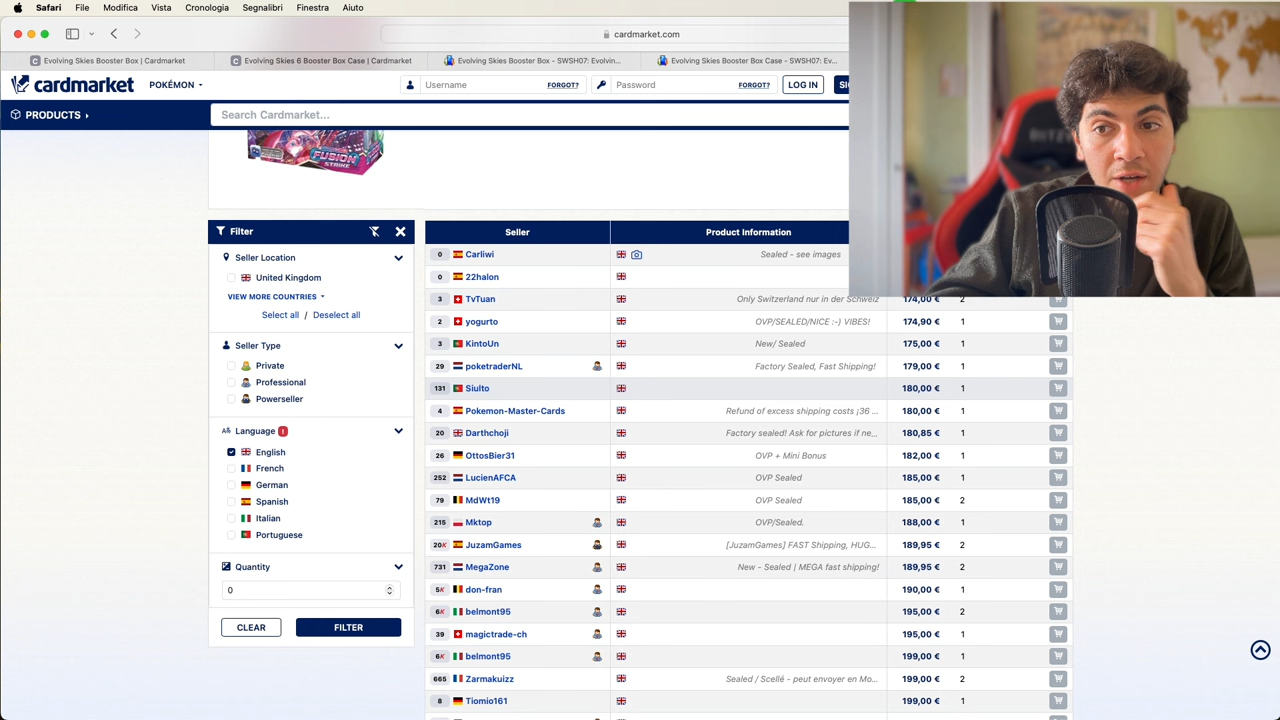 Safari File Modifica Vista Cronologia Segnalibri Finestra Aiuto
cardmarket.com
C Evolving Skies Booster Box | Cardmarket
C Evolving Skies 6 Booster Box Case | Cardmarket
Evolving Skies Booster Box - SWSH07: Evolvin...
Evolving Skies Booster Box Case - SWSH07: Ev...
cardmarket POKÉMON Username FORGOT? Password FORGOT? LOG IN
PRODUCTS Search Cardmarket...
FUSION
STRIKE
Filter
Seller Location
United Kingdom
VIEW MORE COUNTRIES
Select all / Deselect all
Seller Type
Private
Professional
Powerseller
Language !
English
French
German
Spanish
Italian
Portuguese
Quantity
0
CLEAR FILTER
Seller Product Information
0 Carliwi Sealed - see images
0 22halon
3 TvTuan Only Switzerland nur in der Schweiz 174,00 € 2
2 yogurto OVP/SEALED/NICE :-) VIBES! 174,90 € 1
3 KintoUn New/ Sealed 175,00 € 1
29 poketraderNL Factory Sealed, Fast Shipping! 179,00 € 1
131 Siulto 180,00 € 1
4 Pokemon-Master-Cards Refund of excess shipping costs ¡36 ... 180,00 € 1
20 Darthchoji Factory sealed! Ask for pictures if ne... 180,85 € 1
26 OttosBier31 OVP + Mini Bonus 182,00 € 1
252 LucienAFCA OVP Sealed 185,00 € 1
79 MdWt19 OVP Sealed 185,00 € 2
215 Mktop OVP/Sealed. 188,00 € 1
20K JuzamGames [JuzamGames] FAST Shipping, HUG... 189,95 € 2
731 MegaZone New - Sealed | MEGA fast shipping! 189,95 € 2
5K don-fran 190,00 € 1
6K belmont95 195,00 € 2
39 magictrade-ch 195,00 € 1
6K belmont95 199,00 € 1
665 Zarmakuizz Sealed / Scellé - peut envoyer en Mo... 199,00 € 2
8 Tiomio161 199,00 € 1